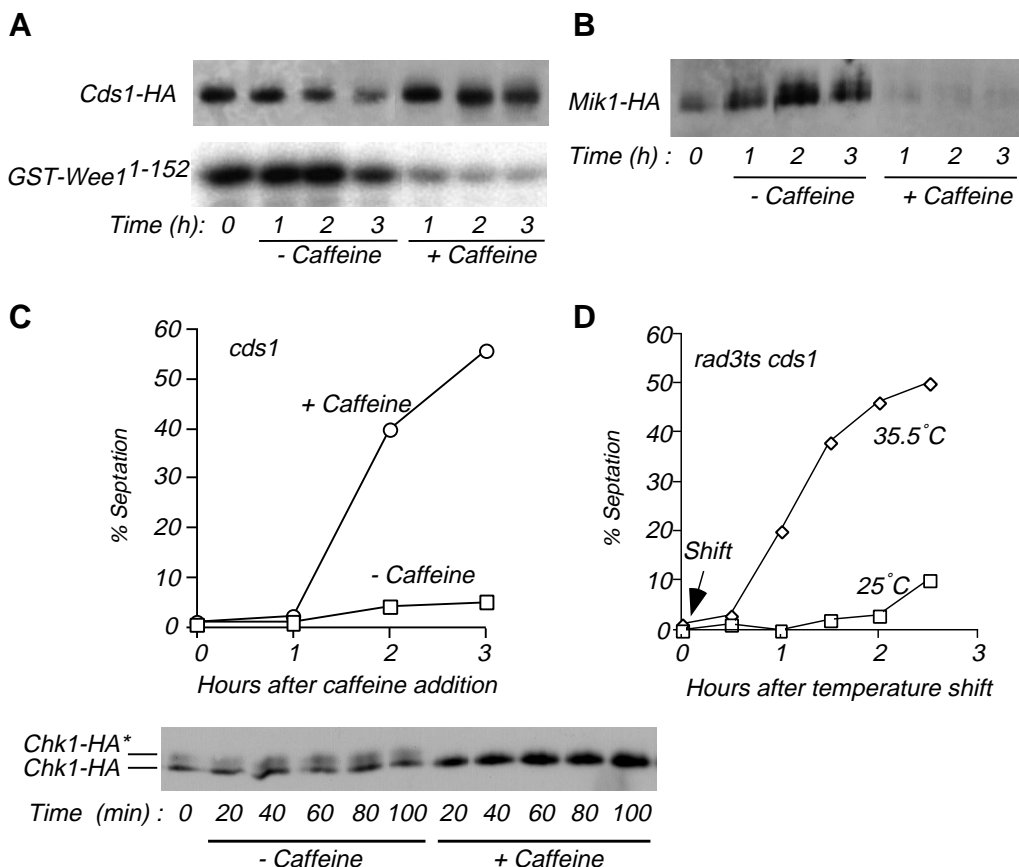 A
Cds1-HA
GST-Wee1 1-152
Time (h): 0 1 2 3 1 2 3
- Caffeine + Caffeine
B
Mik1-HA
Time (h) : 0 1 2 3 1 2 3
- Caffeine + Caffeine
C
cds1
60
50
40
30
20
10
0
% Septation
+ Caffeine
- Caffeine
0 1 2 3
Hours after caffeine addition
Chk1-HA*
Chk1-HA
Time (min) : 0 20 40 60 80 100 20 40 60 80 100
- Caffeine + Caffeine
D
rad3ts cds1
60
50
40
30
20
10
0
% Septation
35.5°C
Shift
25°C
0 1 2 3
Hours after temperature shift